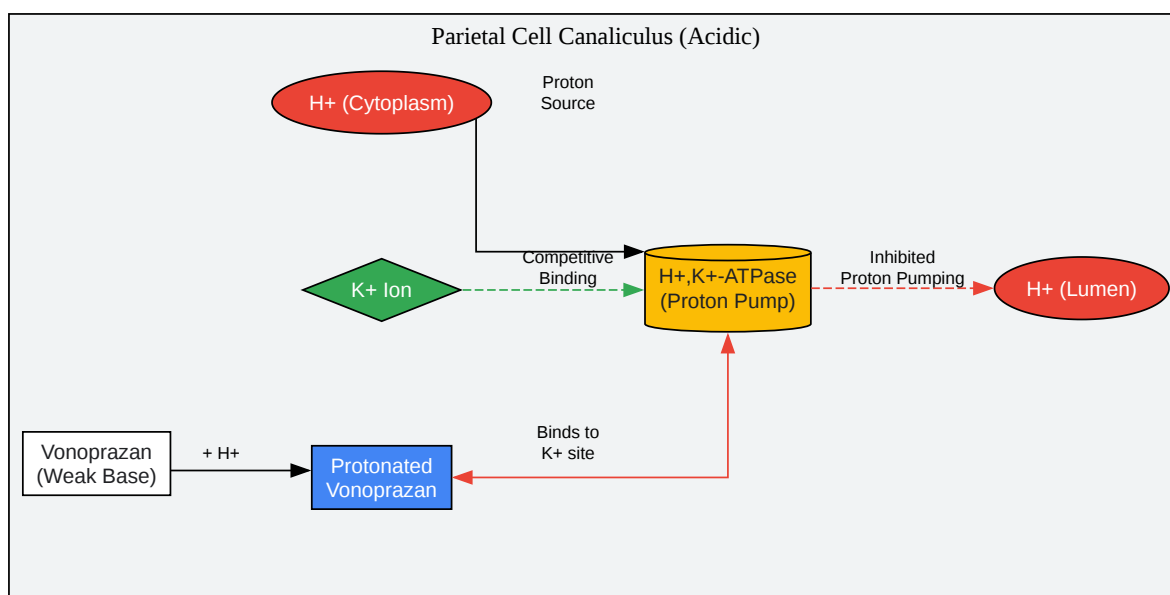 Parietal Cell Canaliculus (Acidic)
H+ (Cytoplasm)
Proton
Source
K+ Ion
Competitive
Binding
H+,K+-ATPase
(Proton Pump)
Inhibited
Proton Pumping
H+ (Lumen)
Vonoprazan
(Weak Base)
+ H+
Protonated
Vonoprazan
Binds to
K+ site